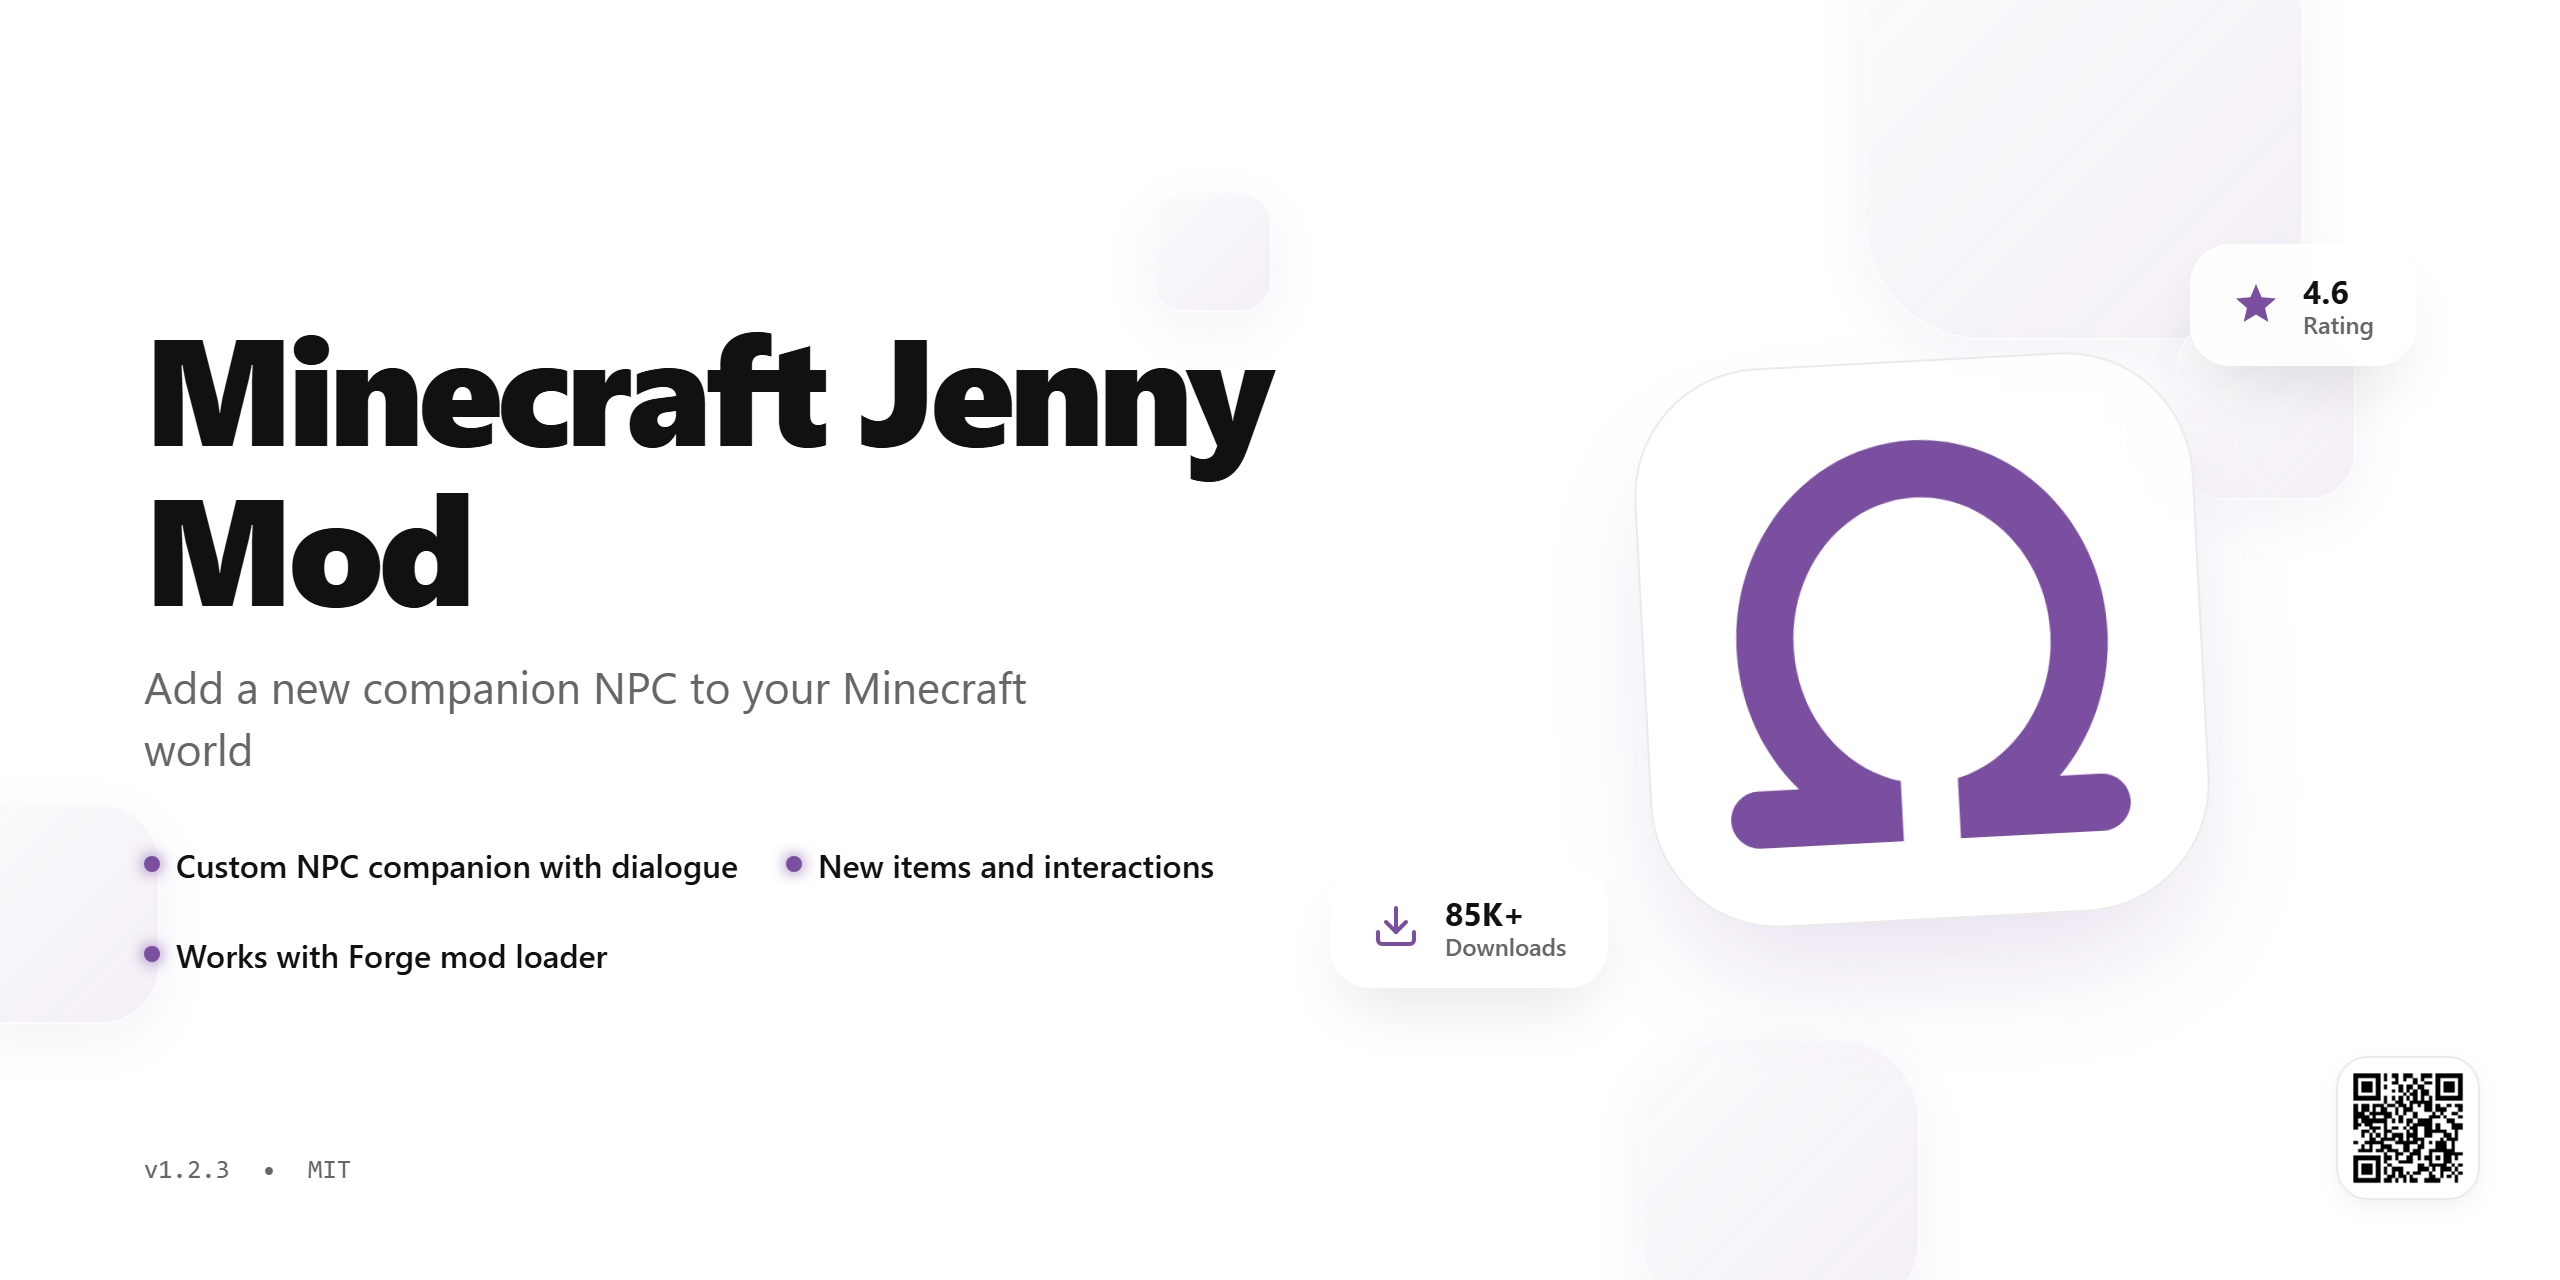 Minecraft Jenny
Mod
Add a new companion NPC to your Minecraft
world
Custom NPC companion with dialogue
New items and interactions
Works with Forge mod loader
v1.2.3 • MIT
4.6
Rating
85K+
Downloads